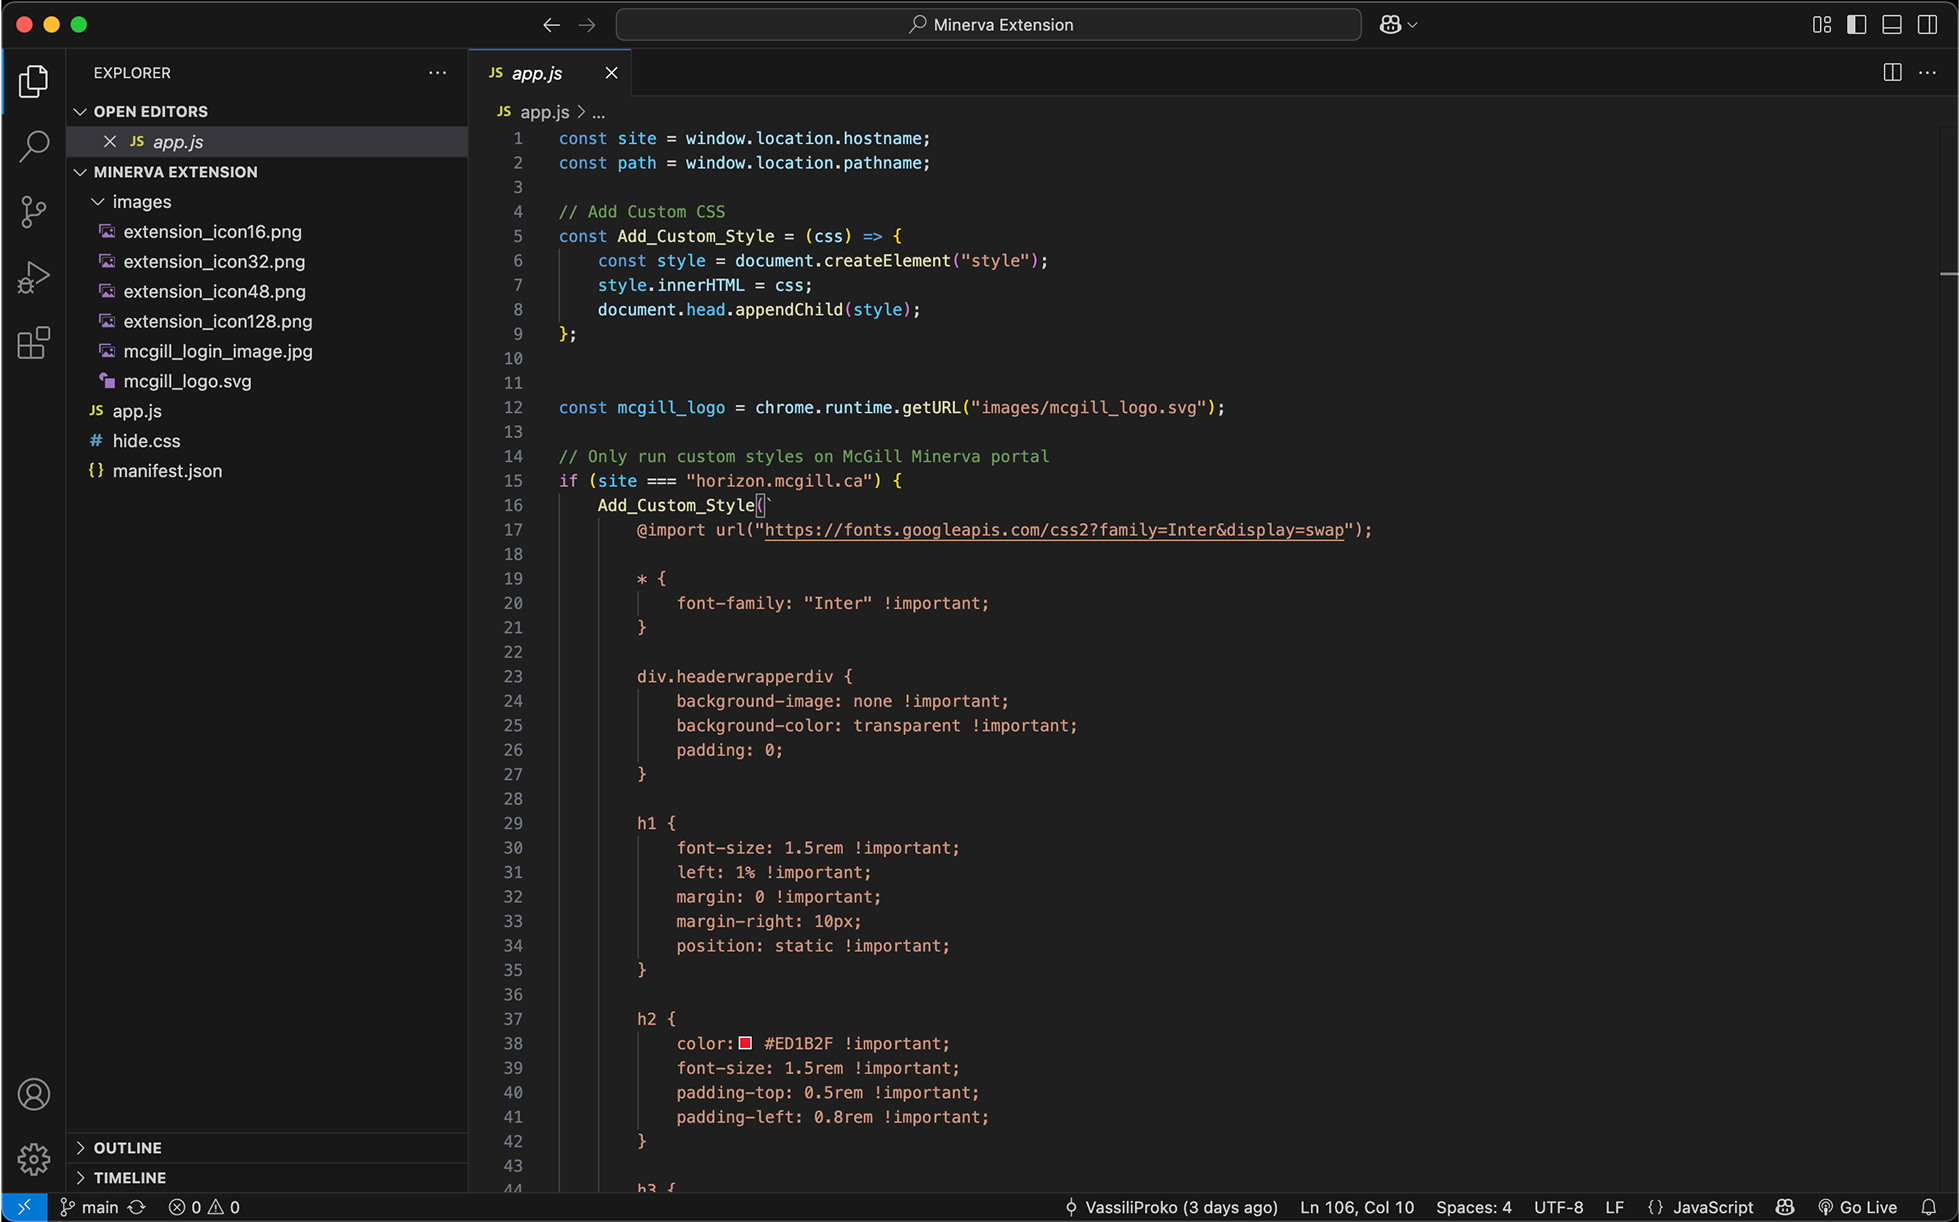 Minerva Extension
EXPLORER
OPEN EDITORS
JS app.js
MINERVA EXTENSION
images
extension_icon16.png
extension_icon32.png
extension_icon48.png
extension_icon128.png
mcgill_login_image.jpg
mcgill_logo.svg
JS app.js
# hide.css
{} manifest.json
OUTLINE
TIMELINE
JS app.js
JS app.js > ...
1 const site = window.location.hostname;
2 const path = window.location.pathname;
3
4 // Add Custom CSS
5 const Add_Custom_Style = (css) => {
6 const style = document.createElement("style");
7 style.innerHTML = css;
8 document.head.appendChild(style);
9 };
10
11
12 const mcgill_logo = chrome.runtime.getURL("images/mcgill_logo.svg");
13
14 // Only run custom styles on McGill Minerva portal
15 if (site === "horizon.mcgill.ca") {
16 Add_Custom_Style(`
17 @import url("https://fonts.googleapis.com/css2?family=Inter&display=swap");
18
19 * {
20 font-family: "Inter" !important;
21 }
22
23 div.headerwrapperdiv {
24 background-image: none !important;
25 background-color: transparent !important;
26 padding: 0;
27 }
28
29 h1 {
30 font-size: 1.5rem !important;
31 left: 1% !important;
32 margin: 0 !important;
33 margin-right: 10px;
34 position: static !important;
35 }
36
37 h2 {
38 color: #ED1B2F !important;
39 font-size: 1.5rem !important;
40 padding-top: 0.5rem !important;
41 padding-left: 0.8rem !important;
42 }
43
44 h3 {
main 0 0 VassiliProko (3 days ago) Ln 106, Col 10 Spaces: 4 UTF-8 LF {} JavaScript Go Live